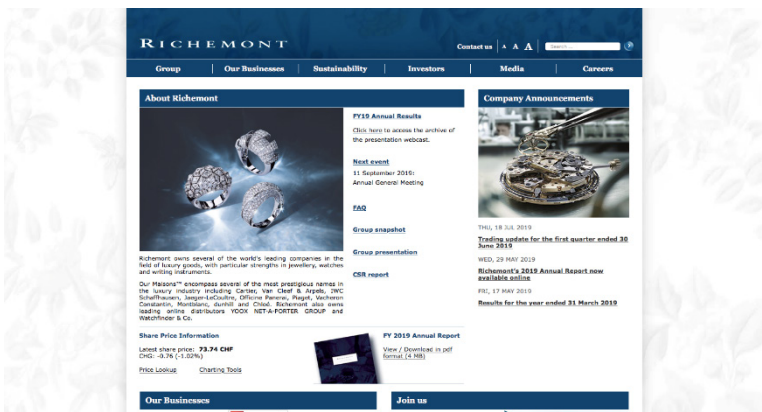 RICHEMONT
Contact us A A A Search ...
Group Our Businesses Sustainability Investors Media Careers
About Richemont
FY19 Annual Results
Click here to access the archive of
the presentation webcast.
Next event
11 September 2019:
Annual General Meeting
FAQ
Group snapshot
Group presentation
CSR report
Richemont owns several of the world's leading companies in the
field of luxury goods, with particular strengths in jewellery, watches
and writing instruments.
Our Maisons™ encompass several of the most prestigious names in
the luxury industry including Cartier, Van Cleef & Arpels, IWC
Schaffhausen, Jaeger-LeCoultre, Officine Panerai, Piaget, Vacheron
Constantin, Montblanc, dunhill and Chloé. Richemont also owns
leading online distributors YOOX NET-A-PORTER GROUP and
Watchfinder & Co.
Share Price Information
Latest share price: 73.74 CHF
CHG: -0.76 (-1.02%)
Price Lookup Charting Tools
FY 2019 Annual Report
View / Download in pdf
format (4 MB)
Company Announcements
THU, 18 JUL 2019
Trading update for the first quarter ended 30
June 2019
WED, 29 MAY 2019
Richemont's 2019 Annual Report now
available online
FRI, 17 MAY 2019
Results for the year ended 31 March 2019
Our Businesses
Join us